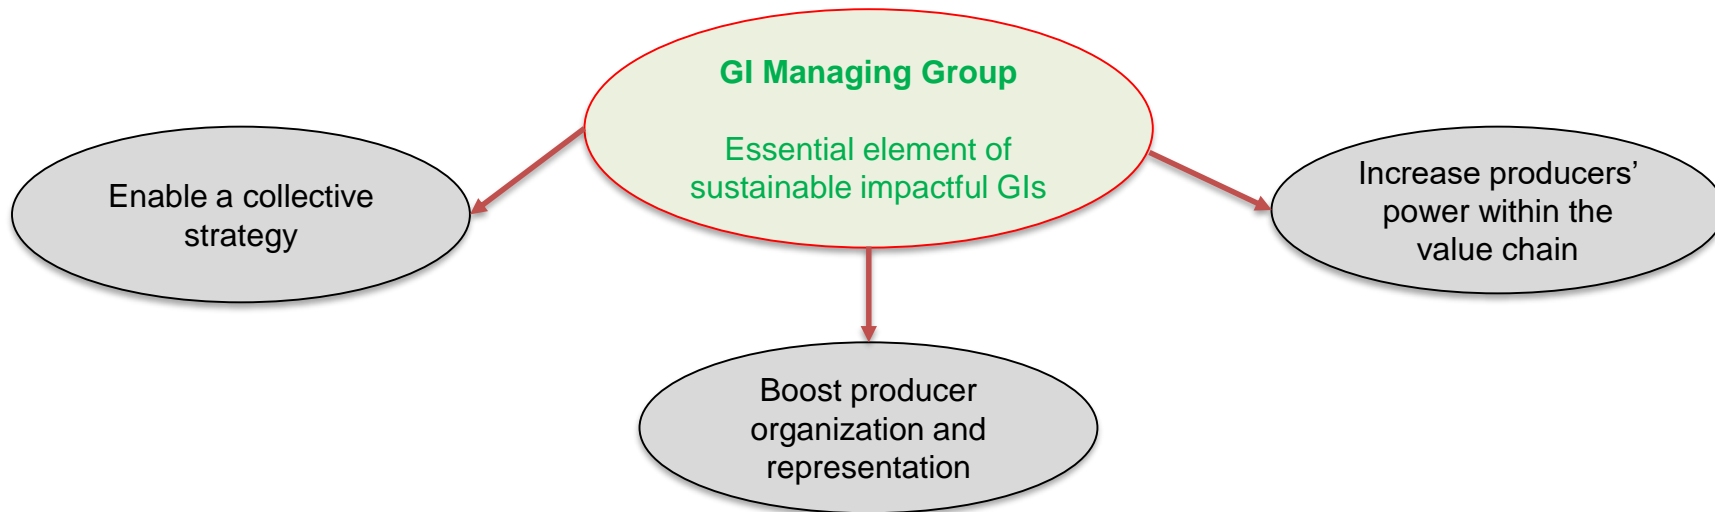 GI Managing Group
Essential element of
sustainable impactful GIs
Enable a collective
strategy
Increase producers’
power within the
value chain
Boost producer
organization and
representation